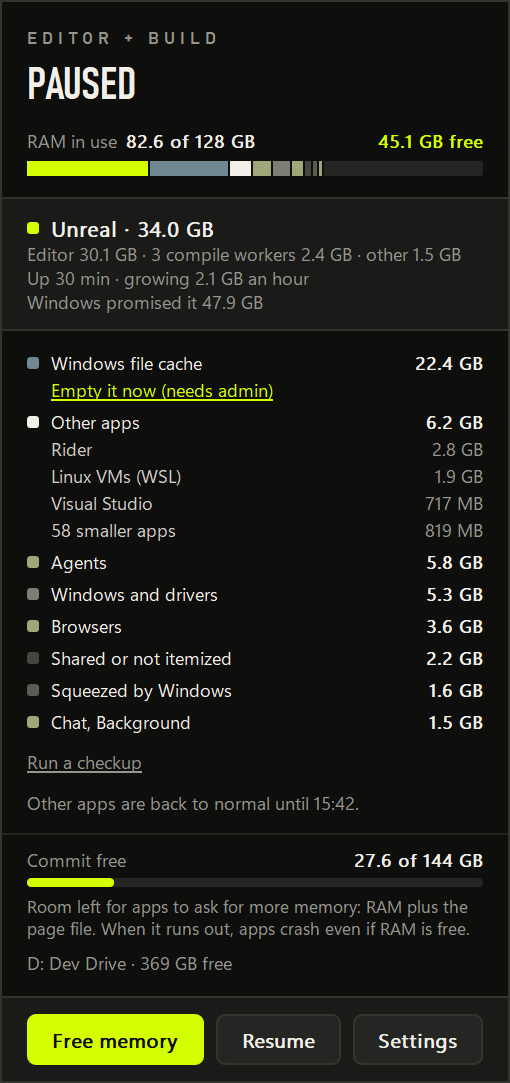 EDITOR + BUILD
PAUSED
RAM in use 82.6 of 128 GB 45.1 GB free
Unreal · 34.0 GB
Editor 30.1 GB · 3 compile workers 2.4 GB · other 1.5 GB
Up 30 min · growing 2.1 GB an hour
Windows promised it 47.9 GB
Windows file cache 22.4 GB
Empty it now (needs admin)
Other apps 6.2 GB
Rider 2.8 GB
Linux VMs (WSL) 1.9 GB
Visual Studio 717 MB
58 smaller apps 819 MB
Agents 5.8 GB
Windows and drivers 5.3 GB
Browsers 3.6 GB
Shared or not itemized 2.2 GB
Squeezed by Windows 1.6 GB
Chat, Background 1.5 GB
Run a checkup
Other apps are back to normal until 15:42.
Commit free 27.6 of 144 GB
Room left for apps to ask for more memory: RAM plus the
page file. When it runs out, apps crash even if RAM is free.
D: Dev Drive · 369 GB free
Free memory Resume Settings